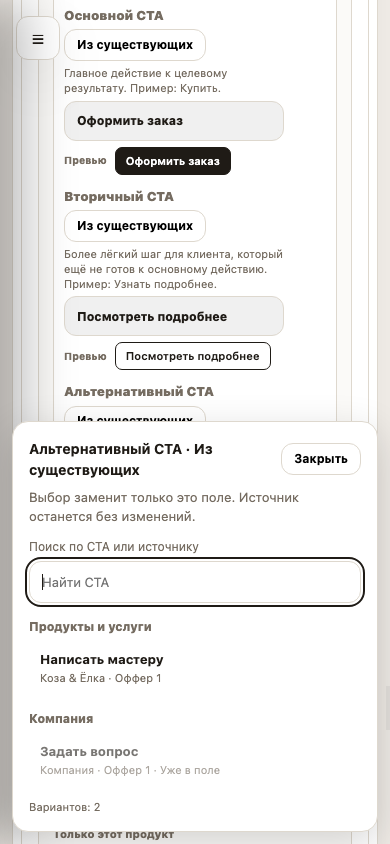 Основной CTA
Из существующих
Главное действие к целевому
результату. Пример: Купить.
Оформить заказ
Превью Оформить заказ
Вторичный CTA
Из существующих
Более лёгкий шаг для клиента, который
ещё не готов к основному действию.
Пример: Узнать подробнее.
Посмотреть подробнее
Превью Посмотреть подробнее
Альтернативный CTA
Из существующих
Альтернативный CTA · Из
существующих
Закрыть
Выбор заменит только это поле. Источник
останется без изменений.
Поиск по CTA или источнику
Найти CTA
Продукты и услуги
Написать мастеру
Коза & Ёлка · Оффер 1
Компания
Задать вопрос
Компания · Оффер 1 · Уже в поле
Вариантов: 2
Только этот продукт